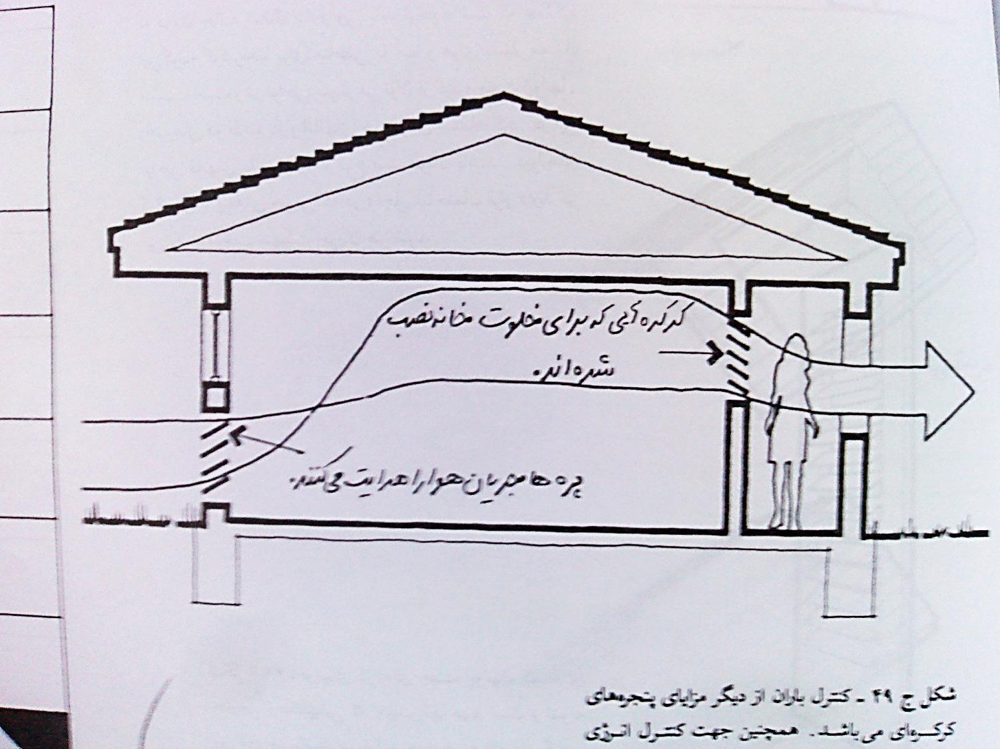 کرکره‌هایی که برای خلوت خانه نصب
شده‌اند.
پره‌ها جریان هوا را هدایت می‌کنند.
شکل ج ۴۹ ـ کنترل باران از دیگر مزایای پنجره‌های
کرکره‌ای می‌باشد. همچنین جهت کنترل انرژی